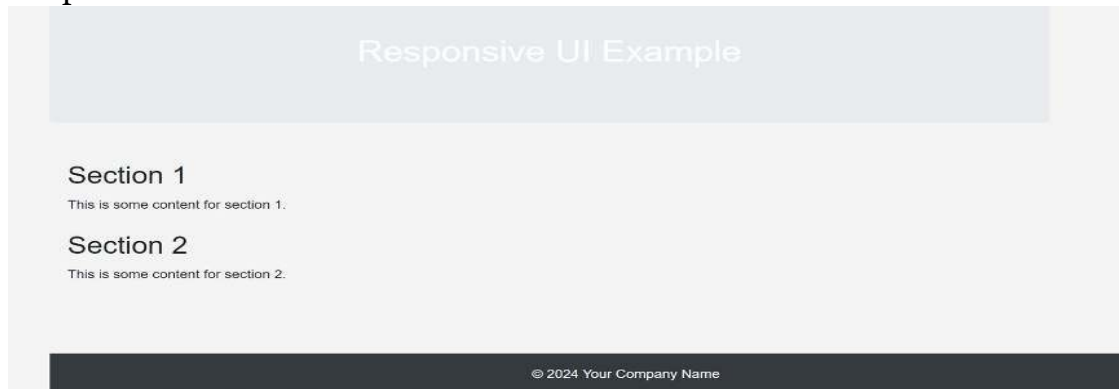 Responsive UI Example
Section 1
This is some content for section 1.
Section 2
This is some content for section 2.
© 2024 Your Company Name